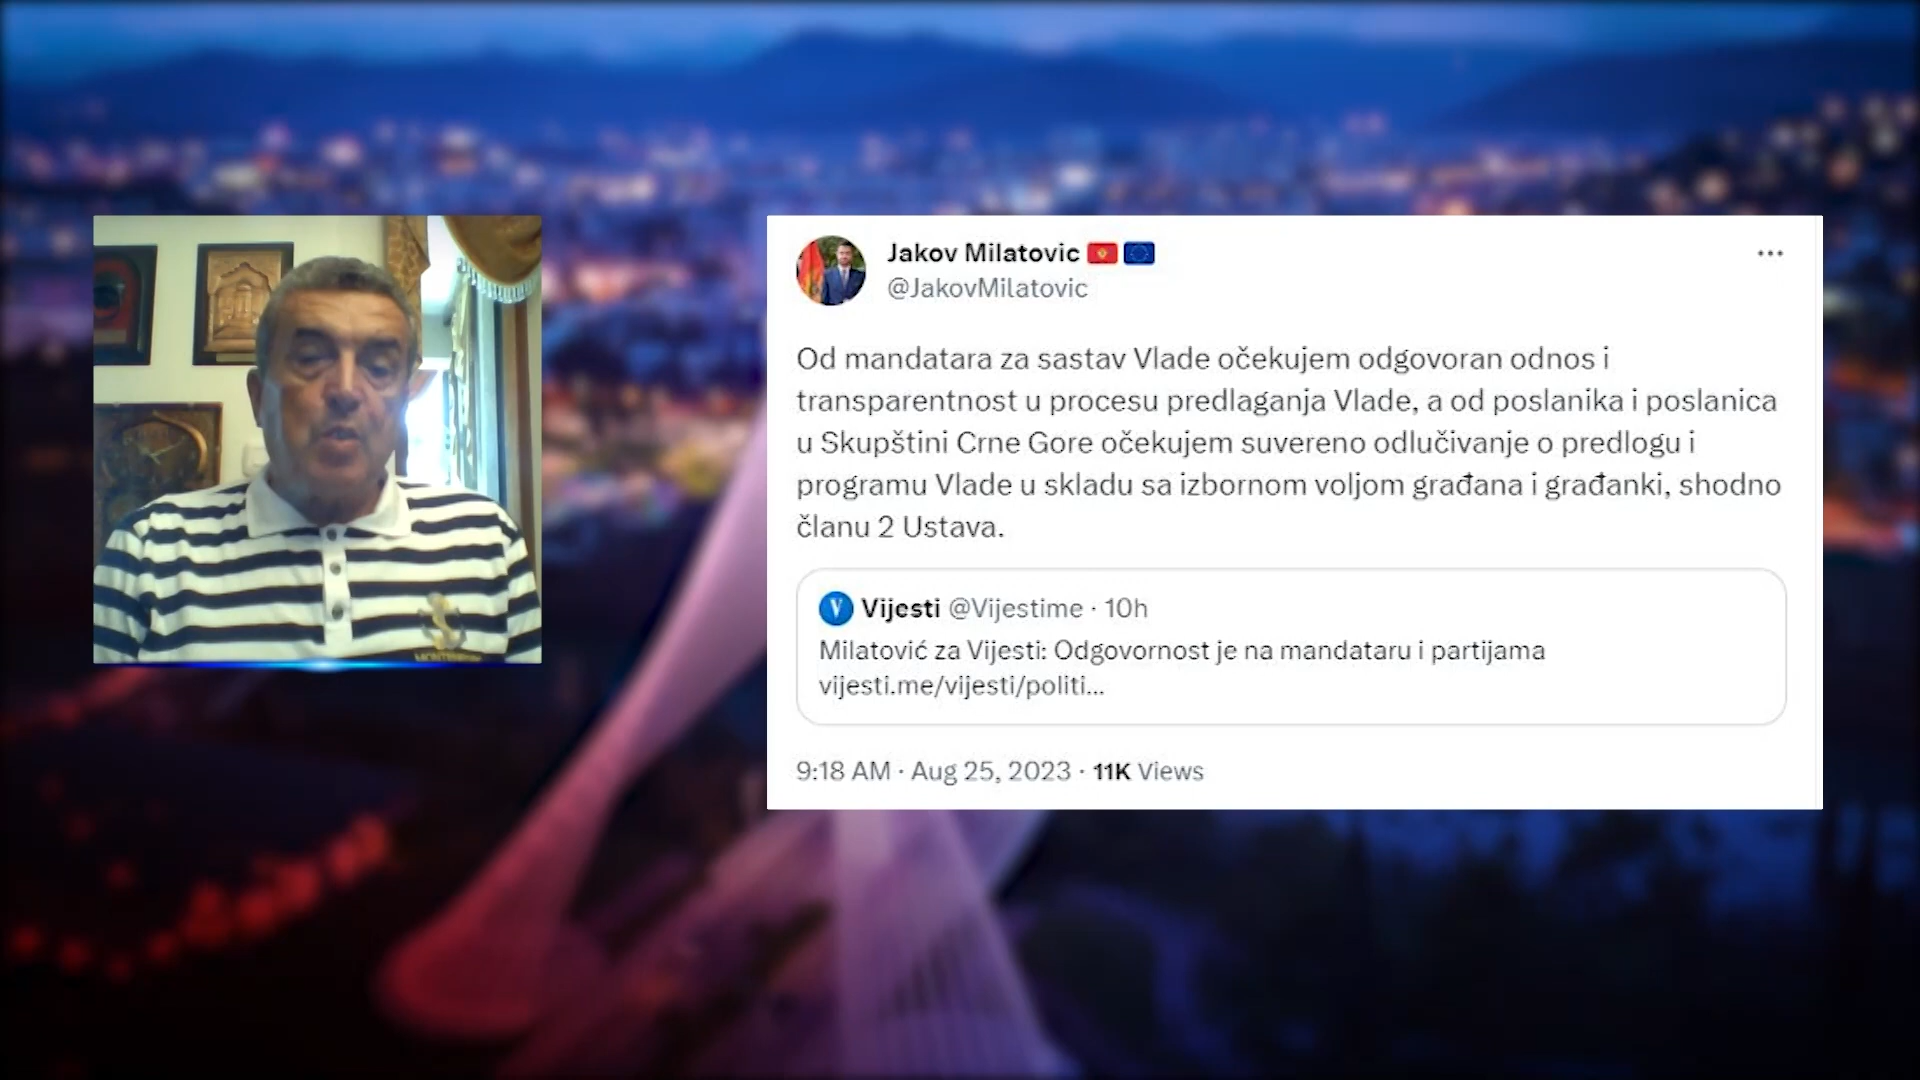 Jakov Milatovic
@JakovMilatovic
Od mandatara za sastav Vlade očekujem odgovoran odnos i
transparentnost u procesu predlaganja Vlade, a od poslanika i poslanica
u Skupštini Crne Gore očekujem suvereno odlučivanje o predlogu i
programu Vlade u skladu sa izbornom voljom građana i građanki, shodno
članu 2 Ustava.
V Vijesti @Vijestime · 10h
Milatović za Vijesti: Odgovornost je na mandataru i partijama
vijesti.me/vijesti/politi...
9:18 AM · Aug 25, 2023 · 11K Views